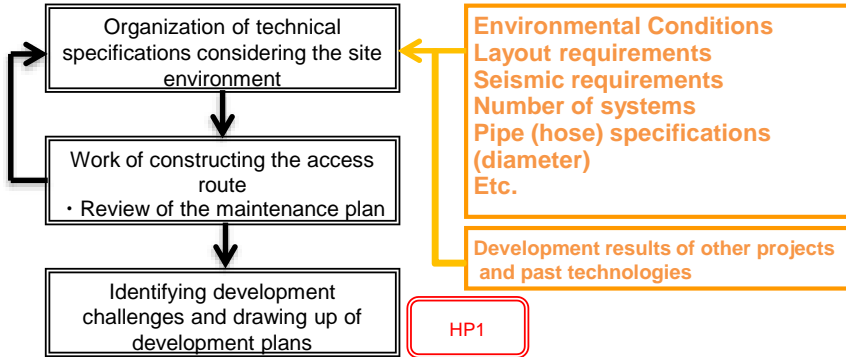 Organization of technical
specifications considering the site
environment
Work of constructing the access
route
・Review of the maintenance plan
Identifying development
challenges and drawing up of
development plans
HP1
Environmental Conditions
Layout requirements
Seismic requirements
Number of systems
Pipe (hose) specifications
(diameter)
Etc.
Development results of other projects
and past technologies